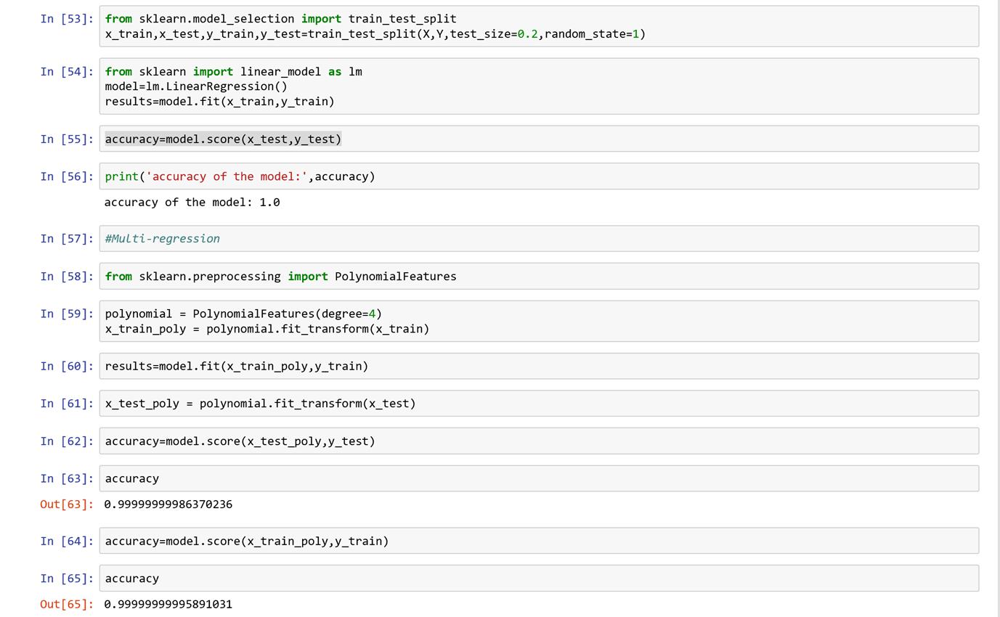 In [53]: from sklearn.model_selection import train_test_split
x_train,x_test,y_train,y_test=train_test_split(X,Y,test_size=0.2,random_state=1)
In [54]: from sklearn import linear_model as lm
model=lm.LinearRegression()
results=model.fit(x_train,y_train)
In [55]: accuracy=model.score(x_test,y_test)
In [56]: print('accuracy of the model:',accuracy)
accuracy of the model: 1.0
In [57]: #Multi-regression
In [58]: from sklearn.preprocessing import PolynomialFeatures
In [59]: polynomial = PolynomialFeatures(degree=4)
x_train_poly = polynomial.fit_transform(x_train)
In [60]: results=model.fit(x_train_poly,y_train)
In [61]: x_test_poly = polynomial.fit_transform(x_test)
In [62]: accuracy=model.score(x_test_poly,y_test)
In [63]: accuracy
Out[63]: 0.99999999986370236
In [64]: accuracy=model.score(x_train_poly,y_train)
In [65]: accuracy
Out[65]: 0.99999999995891031